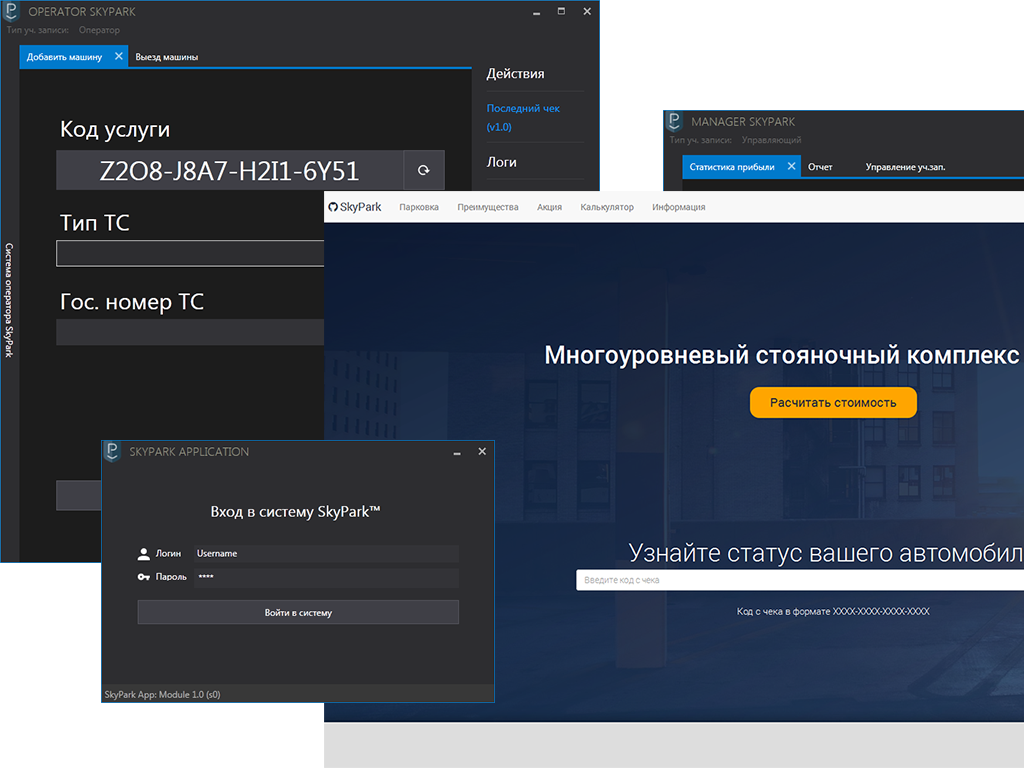 OPERATOR SKYPARK
Тип уч. записи: Оператор
Добавить машину
Выезд машины
Действия
Последний чек
(v1.0)
Логи
Код услуги
Z2O8-J8A7-H2I1-6Y51
Тип ТС
Гос. номер ТС
Система оператора SkyPark
MANAGER SKYPARK
Тип уч. записи: Управляющий
Статистика прибыли
Отчет
Управление уч.зап.
SkyPark
Парковка
Преимущества
Акция
Калькулятор
Информация
Многоуровневый стояночный комплекс
Расчитать стоимость
Узнайте статус вашего автомобил
Введите код с чека
Код с чека в формате XXXX-XXXX-XXXX-XXXX
SKYPARK APPLICATION
Вход в систему SkyPark™
Логин Username
Пароль ****
Войти в систему
SkyPark App: Module 1.0 (s0)